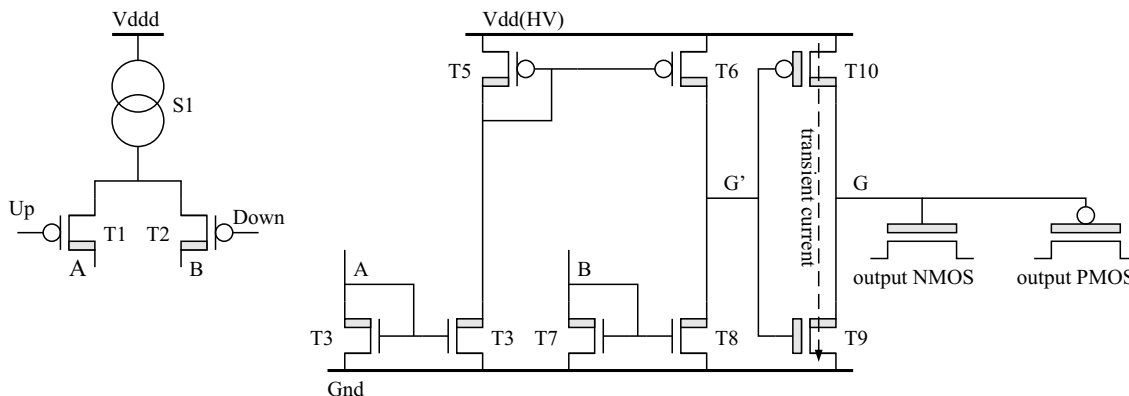 Vddd
S1
Up
T1
T2
Down
A
B
Vdd(HV)
T5
T6
T10
transient current
G'
G
A
B
output NMOS
output PMOS
T3
T3
T7
T8
T9
Gnd